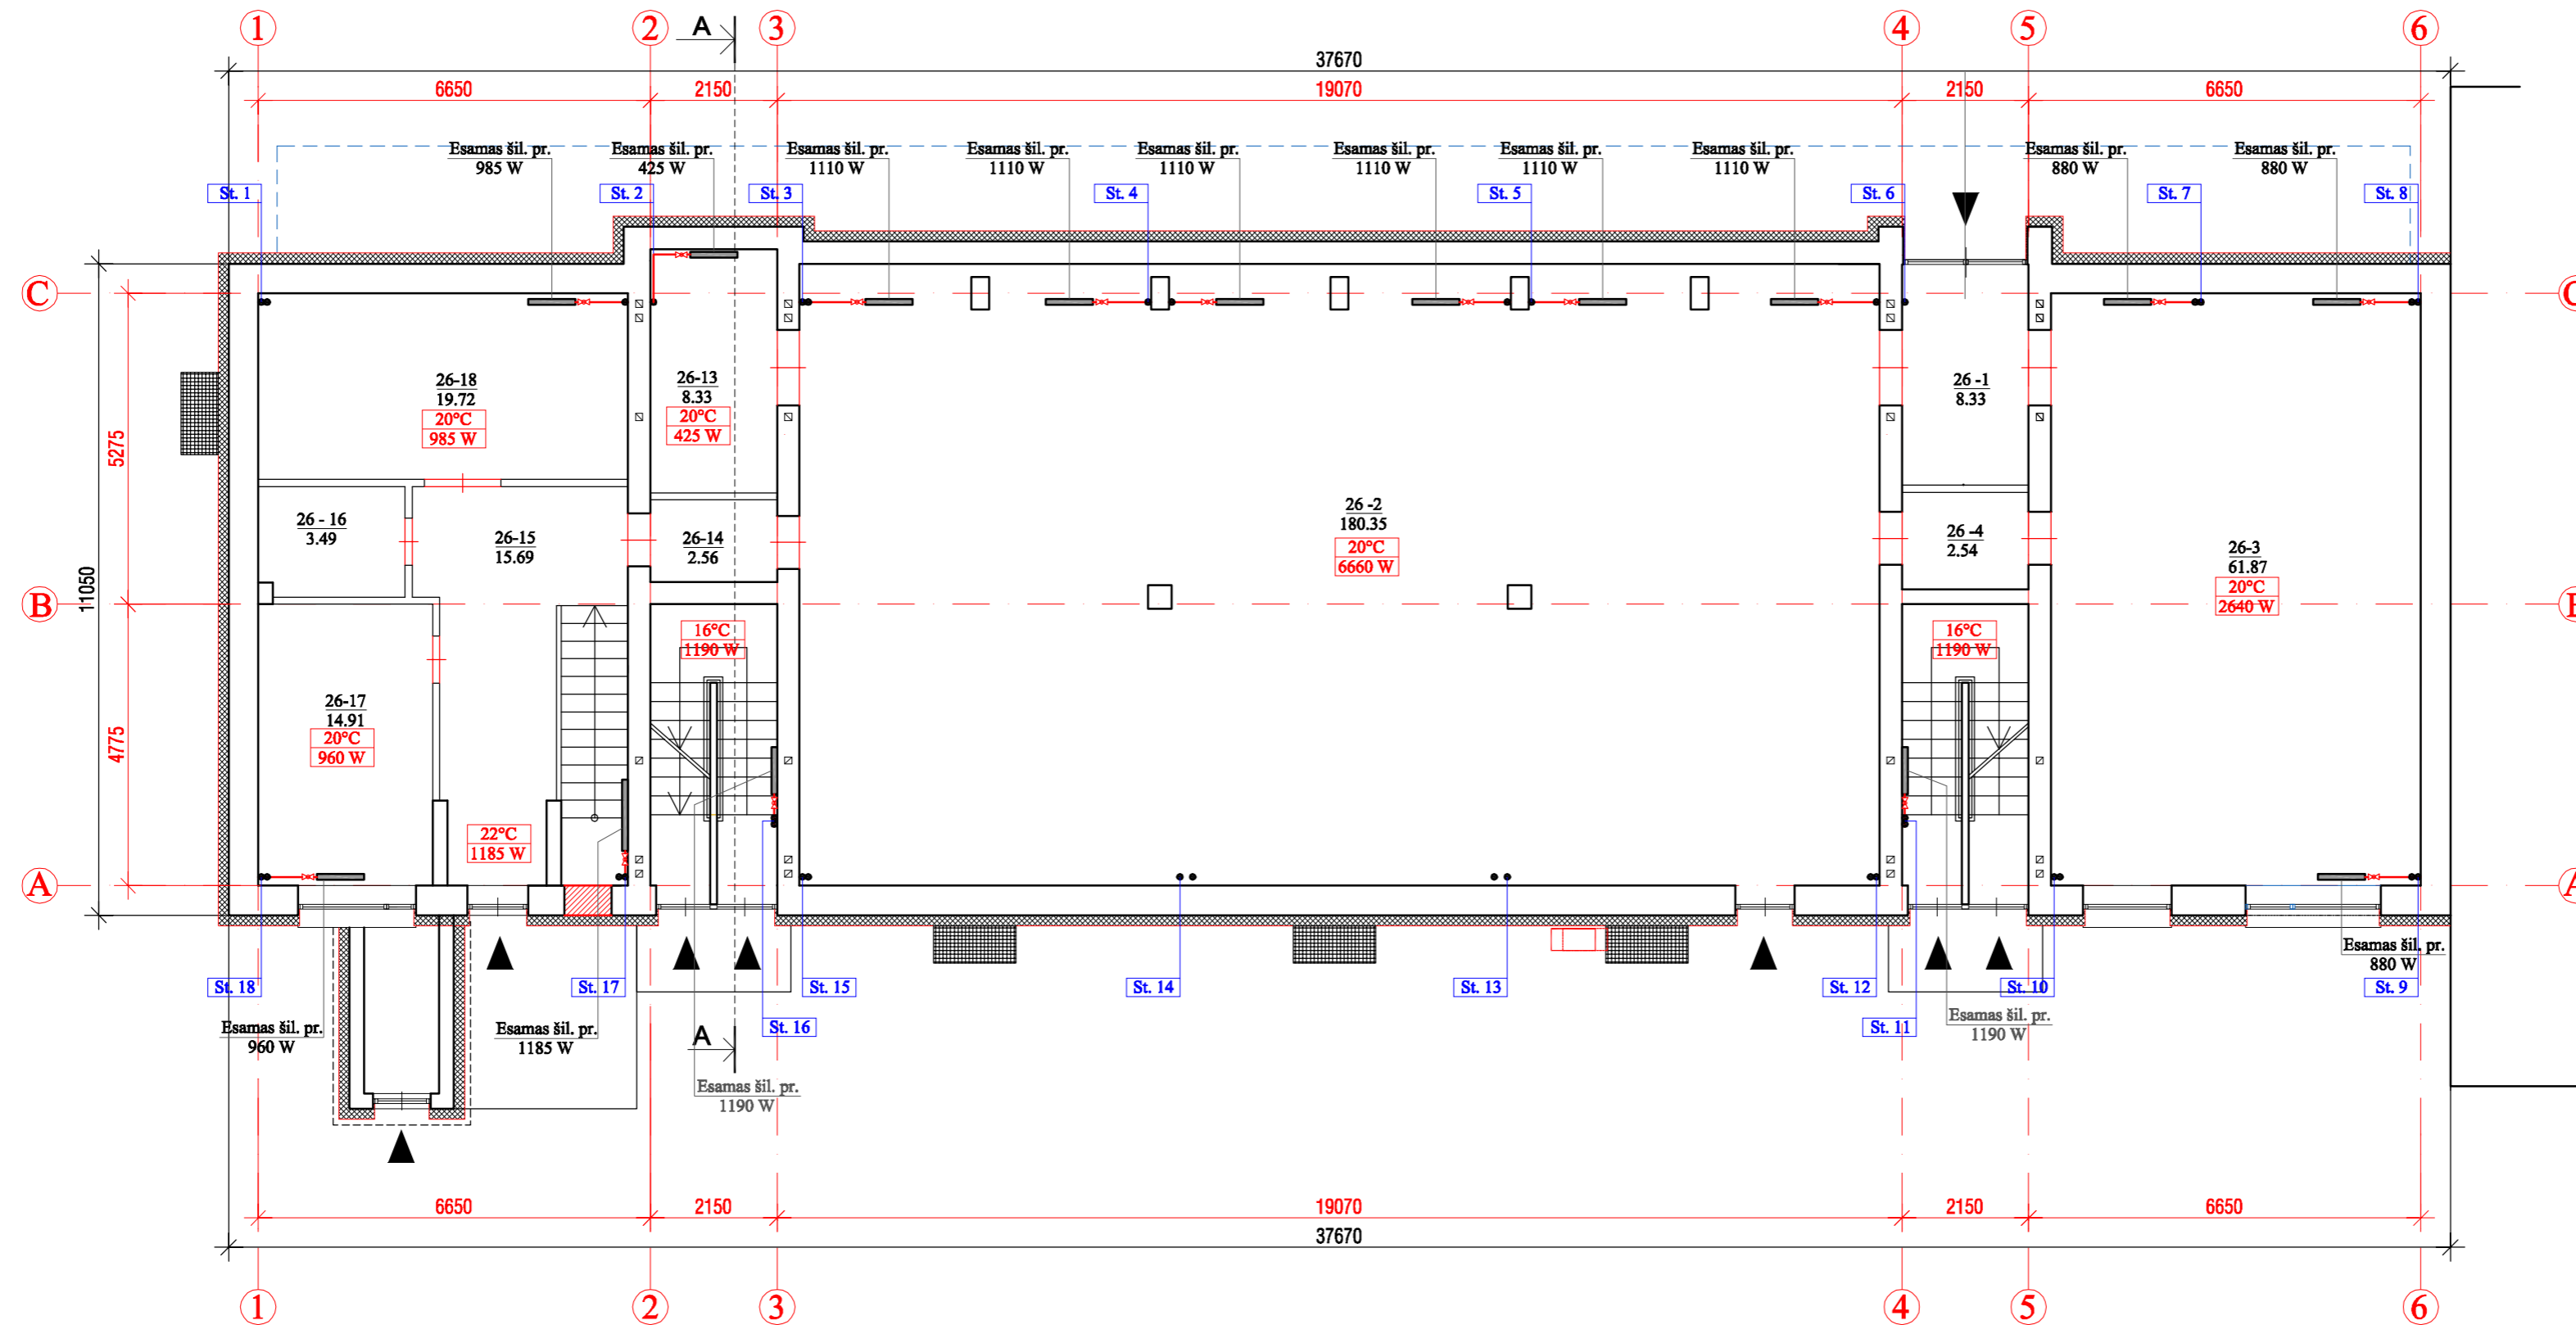 1 2 A 3 4 5 6
37670
6650 2150 19070 2150 6650
Esamas šil. pr.
985 W
Esamas šil. pr.
425 W
Esamas šil. pr.
1110 W
Esamas šil. pr.
1110 W
Esamas šil. pr.
1110 W
Esamas šil. pr.
1110 W
Esamas šil. pr.
1110 W
Esamas šil. pr.
1110 W
Esamas šil. pr.
880 W
Esamas šil. pr.
880 W
St. 1 St. 2 St. 3 St. 4 St. 5 St. 6 St. 7 St. 8
C
26-18
19.72
20°C
985 W
26-13
8.33
20°C
425 W
26 -1
8.33
5275
11050
4775
26 - 16
3.49
26-15
15.69
26-14
2.56
26 -2
180.35
20°C
6660 W
26 -4
2.54
26-3
61.87
20°C
2640 W
B
16°C
1190 W
16°C
1190 W
26-17
14.91
20°C
960 W
22°C
1185 W
A A
Esamas šil. pr.
880 W
St. 18 St. 17 St. 15 St. 14 St. 13 St. 12 St. 10 St. 9
St. 16 St. 11
Esamas šil. pr.
960 W
Esamas šil. pr.
1185 W
A
Esamas šil. pr.
1190 W
Esamas šil. pr.
1190 W
6650 2150 19070 2150 6650
37670
1 2 3 4 5 6